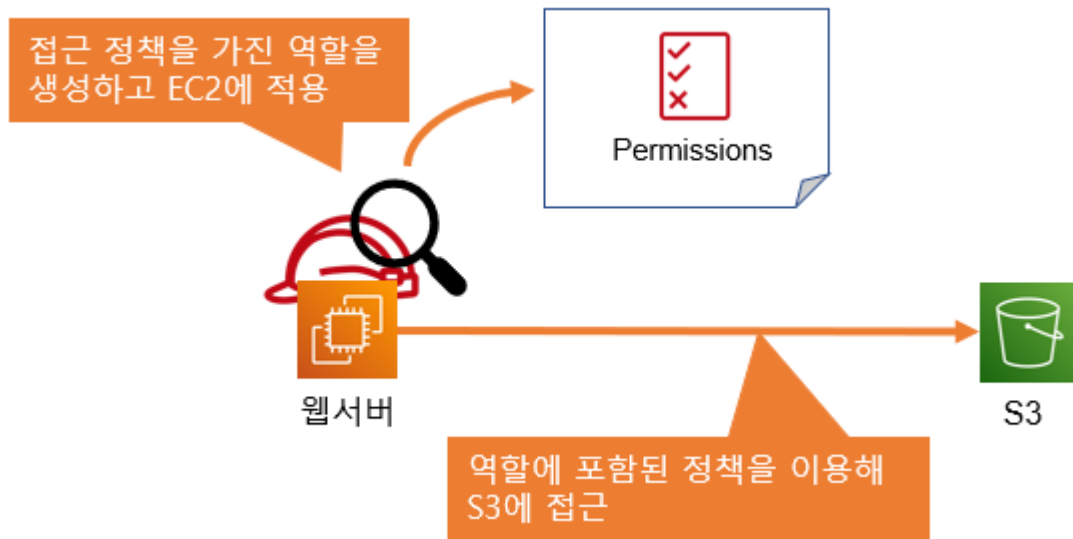 접근 정책을 가진 역할을
생성하고 EC2에 적용
Permissions
웹서버
S3
역할에 포함된 정책을 이용해
S3에 접근